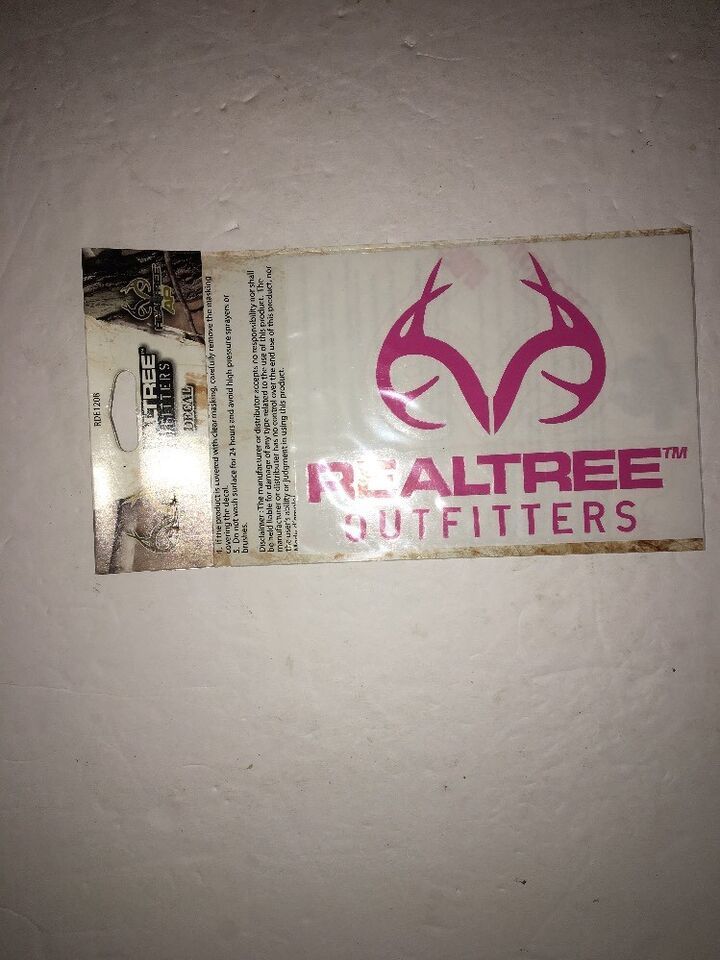 RDE1208
REALTREE
AP
TREE™
FITTERS
DECAL
4. If the product is covered with clear masking, carefully remove the masking
covering the decal.
5. Do not wash surface for 24 hours and avoid high pressure sprayers or
brushes.
Disclaimer: The manufacturer or distributor accepts no responsibility nor shall
be held liable for damage of any type related to the use of this product. The
manufacturer or distributer has no control over the end use of this product, nor
the user's ability or judgment in using this product.
REALTREE™
OUTFITTERS